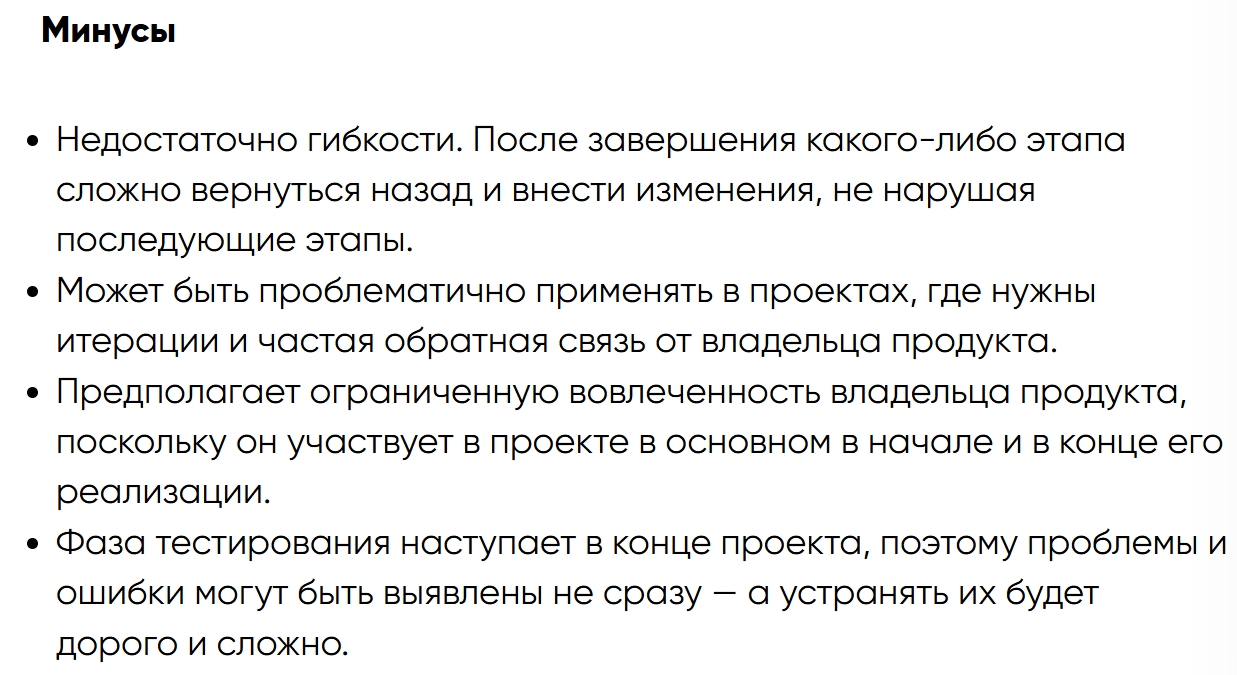 Минусы
• Недостаточно гибкости. После завершения какого-либо этапа
сложно вернуться назад и внести изменения, не нарушая
последующие этапы.
• Может быть проблематично применять в проектах, где нужны
итерации и частая обратная связь от владельца продукта.
• Предполагает ограниченную вовлеченность владельца продукта,
поскольку он участвует в проекте в основном в начале и в конце его
реализации.
• Фаза тестирования наступает в конце проекта, поэтому проблемы и
ошибки могут быть выявлены не сразу — а устранять их будет
дорого и сложно.